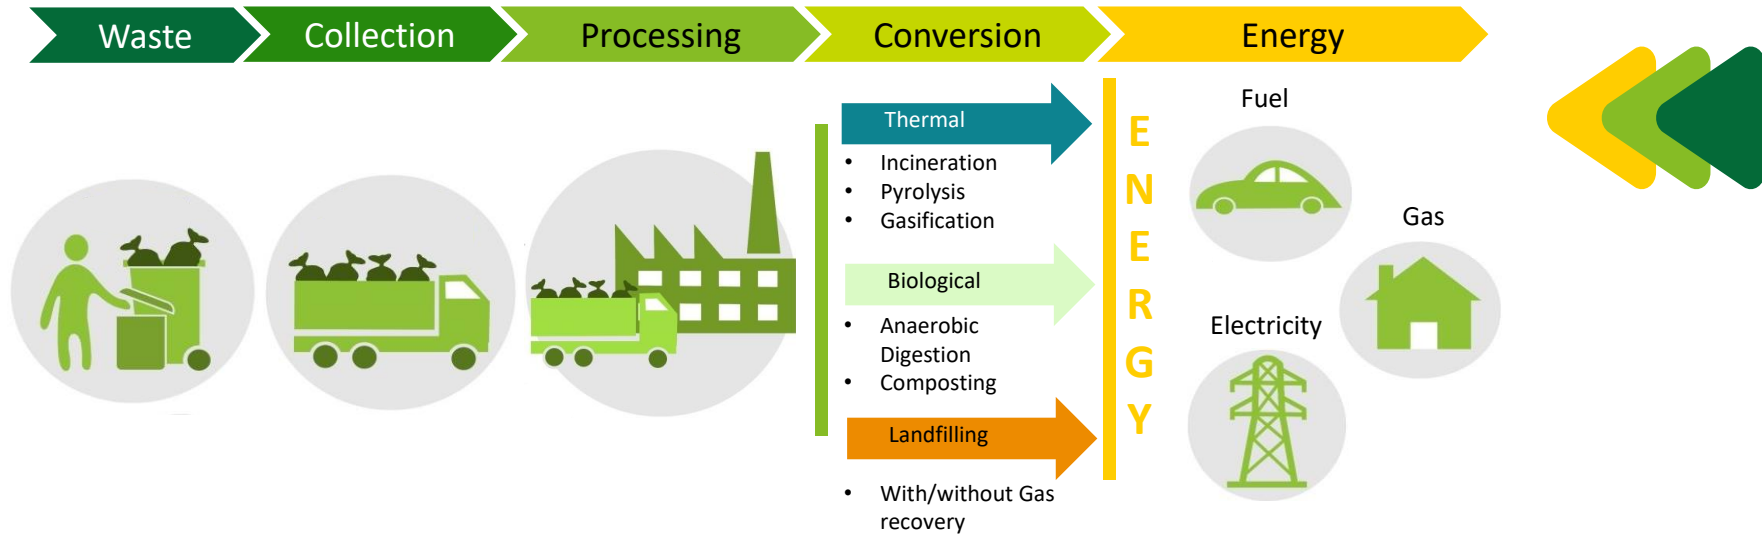 Waste
Collection
Processing
Conversion
Energy
Thermal
• Incineration
• Pyrolysis
• Gasification
Biological
• Anaerobic
Digestion
• Composting
Landfilling
• With/without Gas
recovery
E
N
E
R
G
Y
Fuel
Gas
Electricity